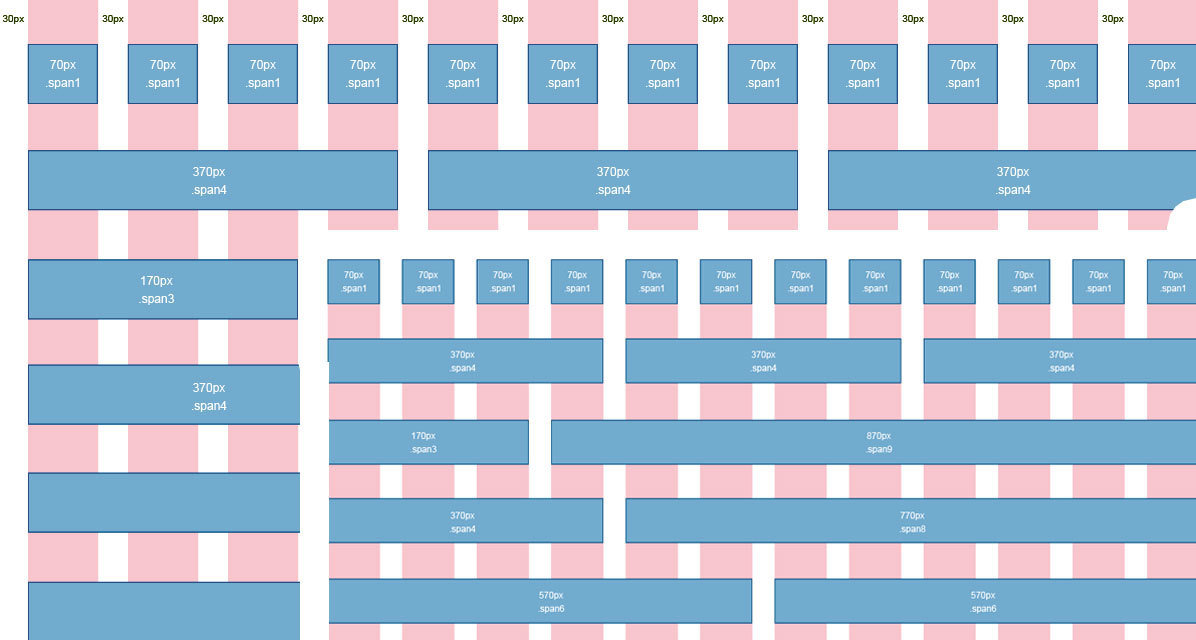 30px 30px 30px 30px 30px 30px 30px 30px 30px 30px 30px 30px
70px 70px 70px 70px 70px 70px 70px 70px 70px 70px 70px 70px
.span1 .span1 .span1 .span1 .span1 .span1 .span1 .span1 .span1 .span1 .span1 .span1
370px 370px 370px
.span4 .span4 .span4
170px
.span3
70px 70px 70px 70px 70px 70px 70px 70px 70px 70px 70px 70px
.span1 .span1 .span1 .span1 .span1 .span1 .span1 .span1 .span1 .span1 .span1 .span1
370px 370px 370px
.span4 .span4 .span4
370px
.span4
170px 870px
.span3 .span9
370px 770px
.span4 .span8
570px 570px
.span6 .span6